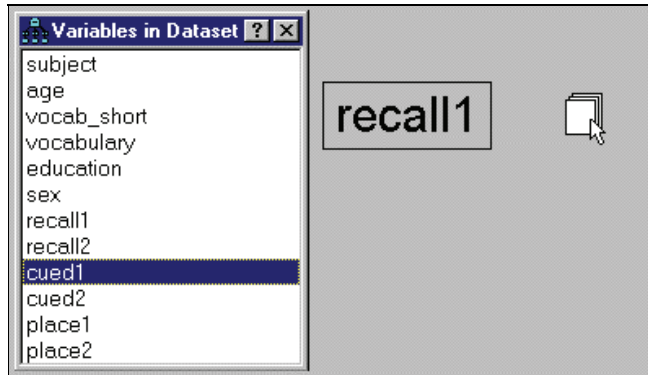 Variables in Dataset ? X
subject
age
vocab_short
vocabulary
education
sex
recall1
recall2
cued1
cued2
place1
place2
recall1